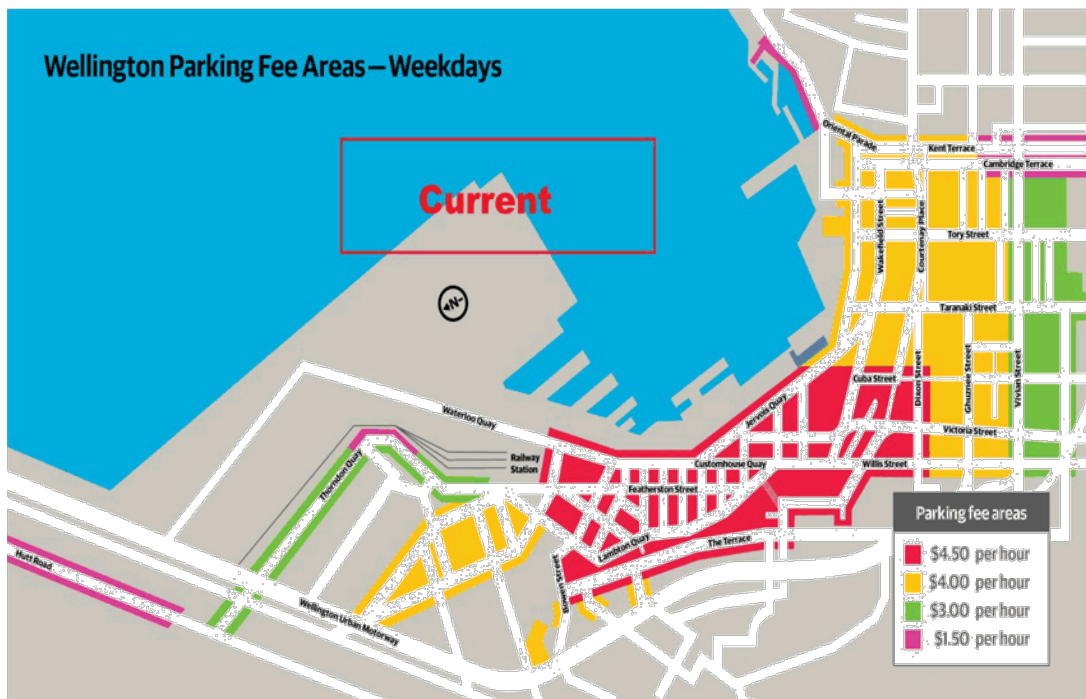 Wellington Parking Fee Areas – Weekdays
Current
N
Oriental Parade
Kent Terrace
Cambridge Terrace
Wakefield Street
Courtenay Place
Tory Street
Taranaki Street
Cuba Street
Dixon Street
Ghuznee Street
Vivian Street
Victoria Street
Willis Street
Jervois Quay
Customhouse Quay
Waterloo Quay
Railway
Station
Thorndon Quay
Featherston Street
Lambton Quay
The Terrace
Bowen Street
Hutt Road
Wellington Urban Motorway
Parking fee areas
$4.50 per hour
$4.00 per hour
$3.00 per hour
$1.50 per hour